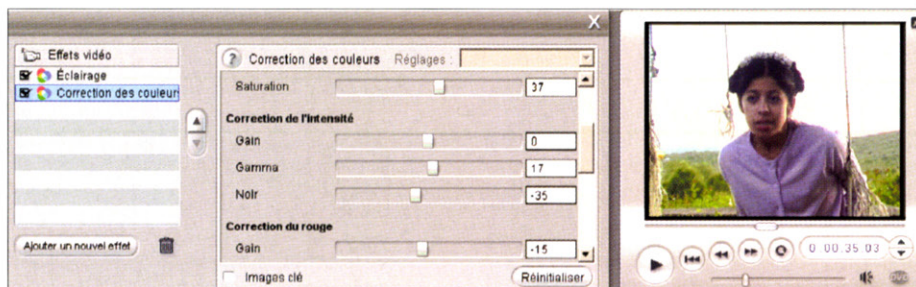 X
Effets vidéo
Éclairage
Correction des couleurs
Ajouter un nouvel effet
? Correction des couleurs Réglages :
Saturation 37
Correction de l'intensité
Gain 0
Gamma 17
Noir -35
Correction du rouge
Gain -15
Images clé Réinitialiser
0:00:35.03
DVD